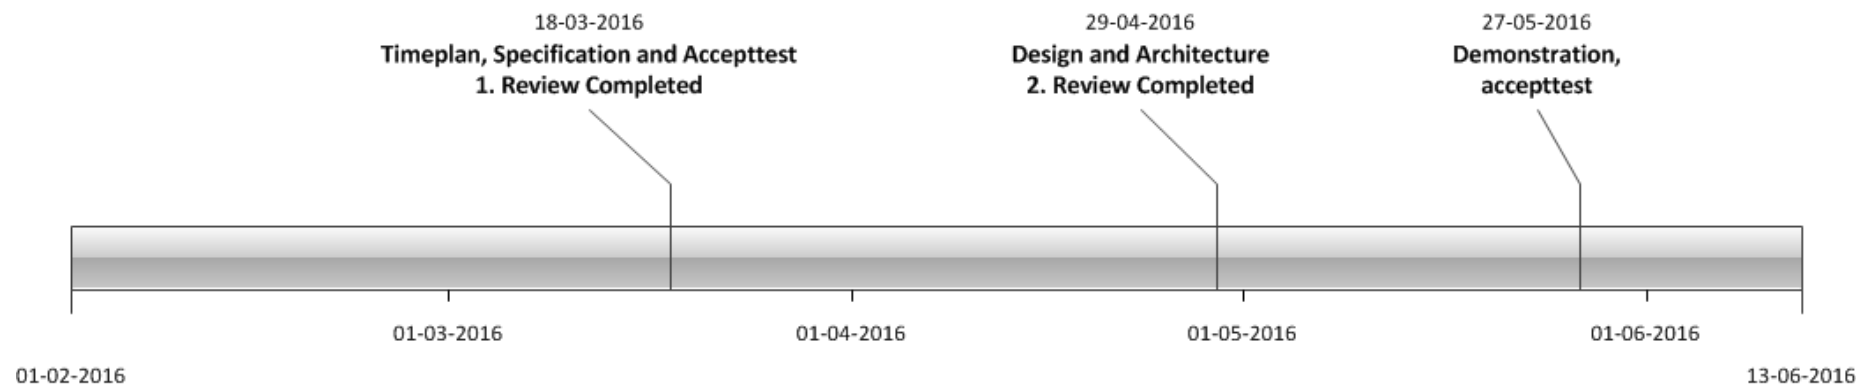 18-03-2016
Timeplan, Specification and Accepttest
1. Review Completed
29-04-2016
Design and Architecture
2. Review Completed
27-05-2016
Demonstration,
accepttest
01-03-2016
01-04-2016
01-05-2016
01-06-2016
01-02-2016
13-06-2016